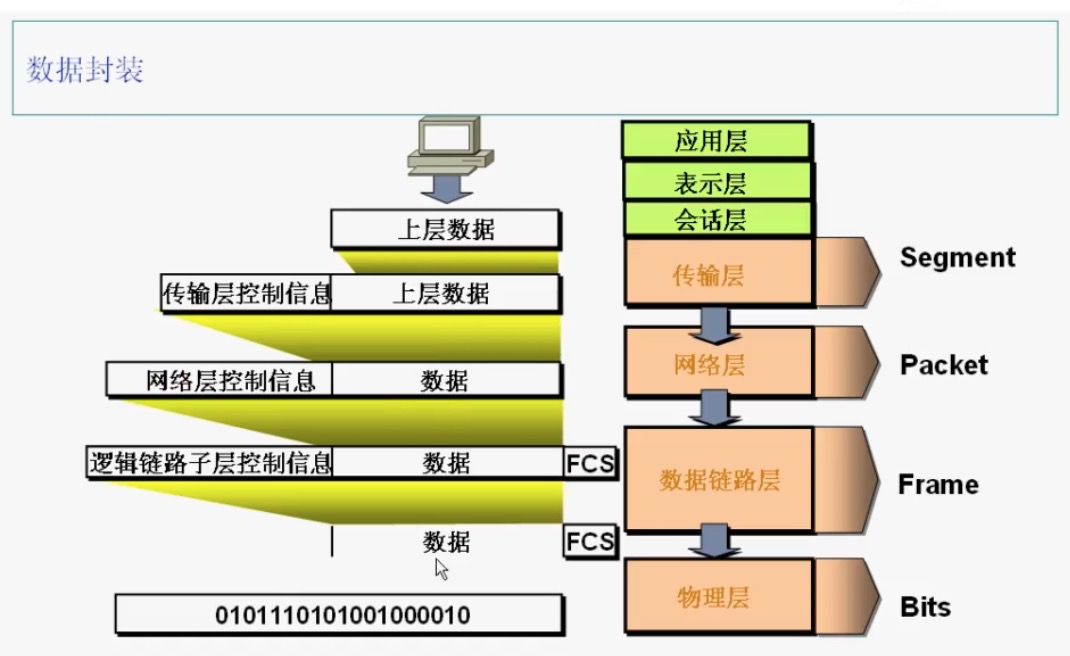 数据封装
应用层
表示层
会话层
上层数据
传输层控制信息 上层数据
传输层
Segment
网络层控制信息 数据
网络层
Packet
逻辑链路子层控制信息 数据 FCS
数据链路层
Frame
数据 FCS
0101110101001000010
物理层
Bits